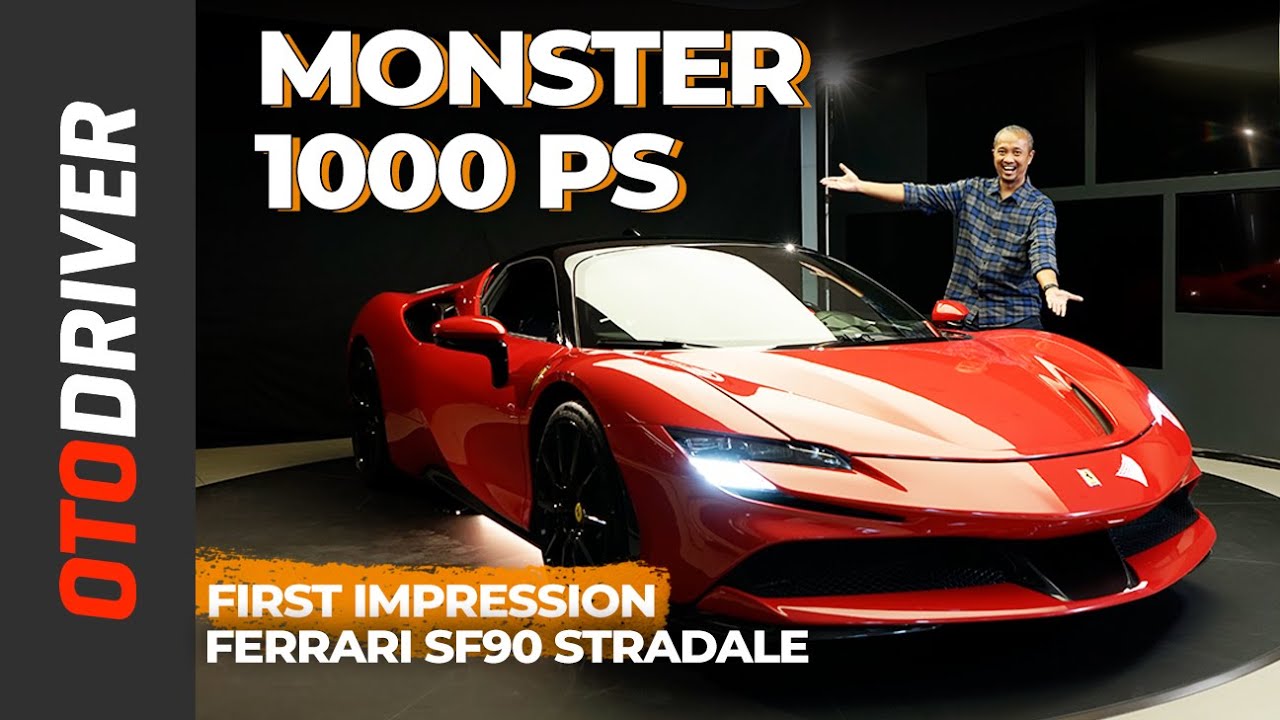 MONSTER
1000 PS
OTODRIVER
FIRST IMPRESSION
FERRARI SF90 STRADALE